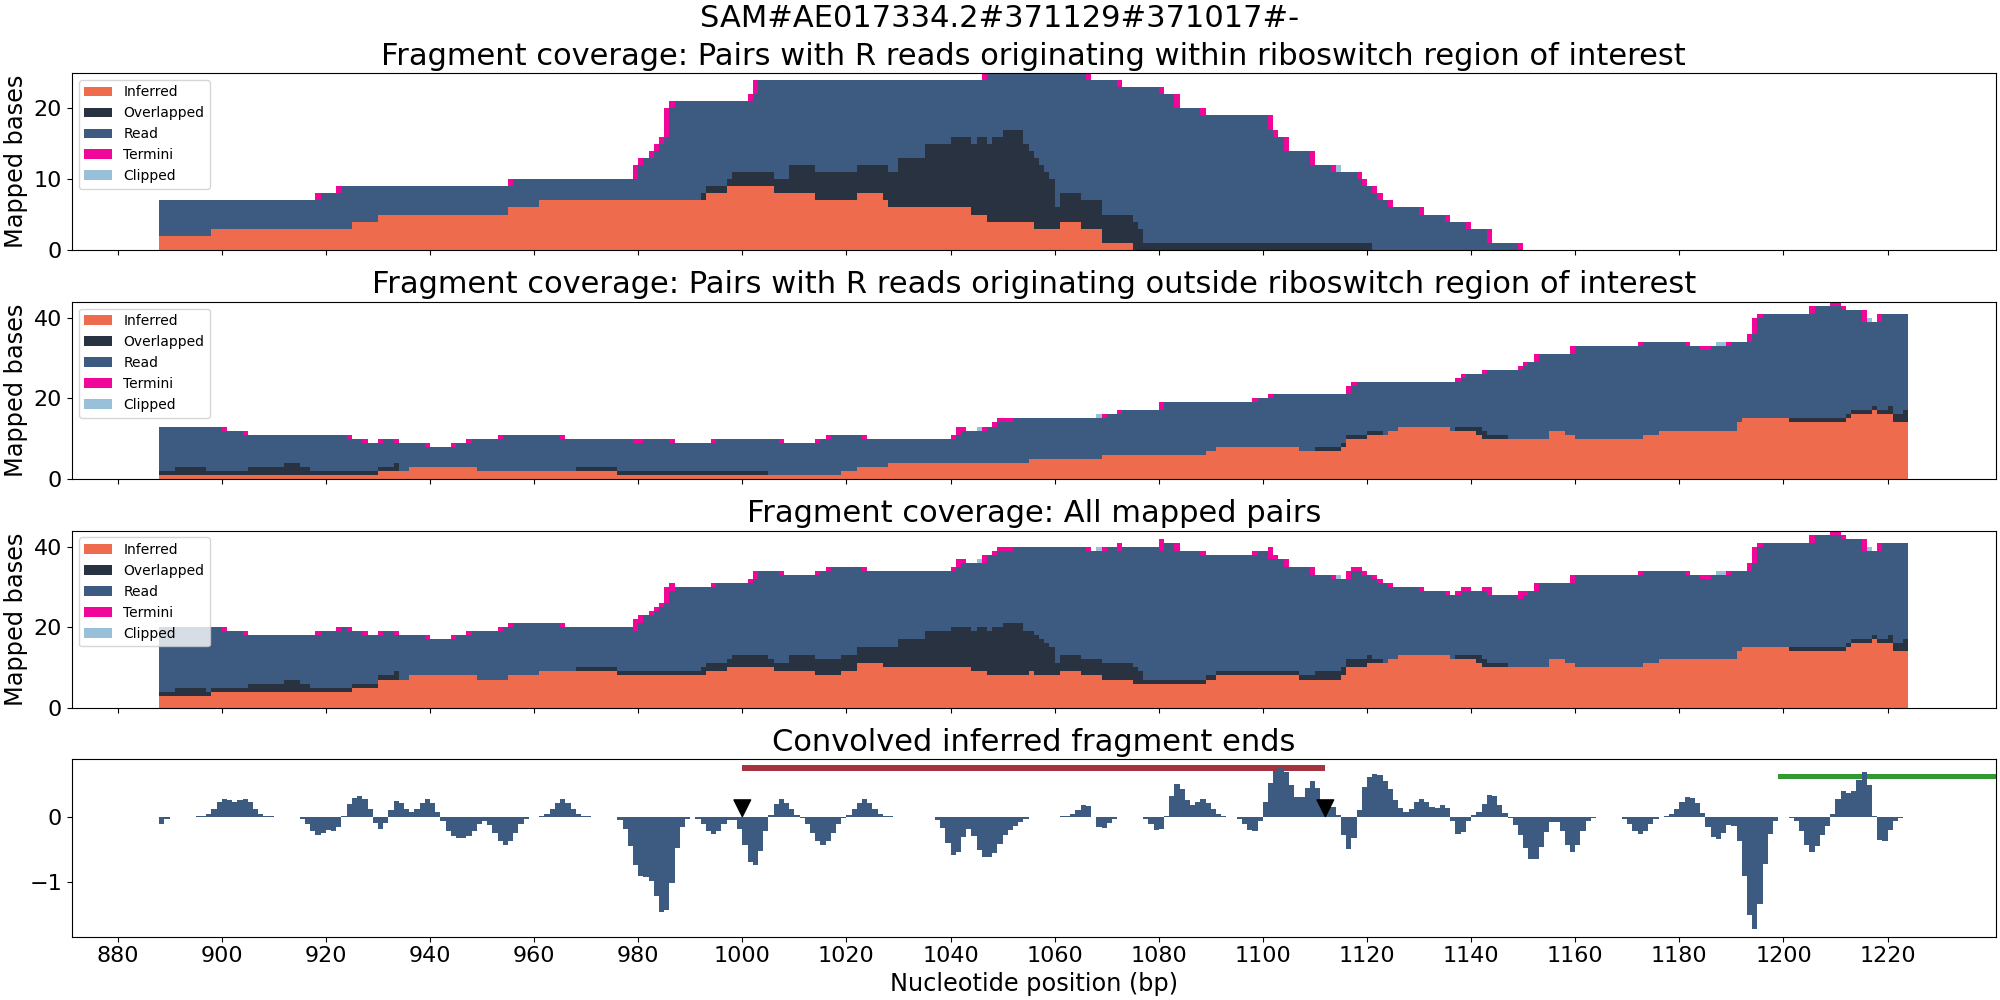 SAM#AE017334.2#371129#371017#-
Fragment coverage: Pairs with R reads originating within riboswitch region of interest
Mapped bases
20
10
0
Inferred
Overlapped
Read
Termini
Clipped
Fragment coverage: Pairs with R reads originating outside riboswitch region of interest
Mapped bases
40
20
0
Inferred
Overlapped
Read
Termini
Clipped
Fragment coverage: All mapped pairs
Mapped bases
40
20
0
Inferred
Overlapped
Read
Termini
Clipped
Convolved inferred fragment ends
0
−1
880 900 920 940 960 980 1000 1020 1040 1060 1080 1100 1120 1140 1160 1180 1200 1220
Nucleotide position (bp)